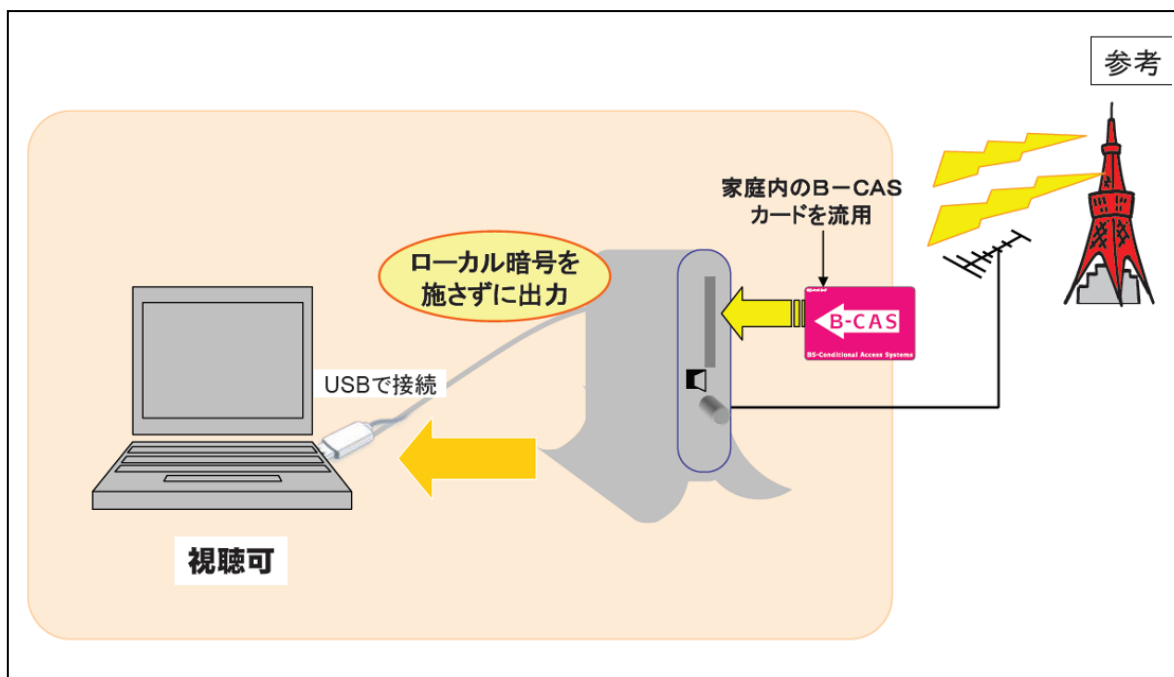 参考
家庭内のB-CAS
カードを流用
ローカル暗号を
施さずに出力
B-CAS
BS-Conditional Access Systems
USBで接続
視聴可